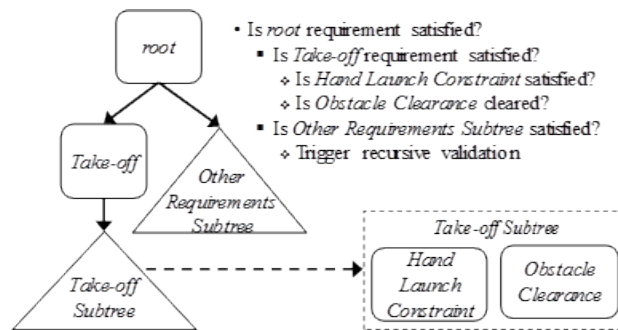 root
• Is root requirement satisfied?
▪ Is Take-off requirement satisfied?
❖ Is Hand Launch Constraint satisfied?
❖ Is Obstacle Clearance cleared?
▪ Is Other Requirements Subtree satisfied?
❖ Trigger recursive validation
Take-off
Other
Requirements
Subtree
Take-off
Subtree
Take-off Subtree
Hand
Launch
Constraint
Obstacle
Clearance